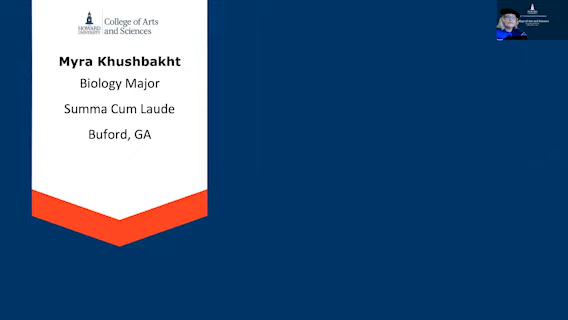 HOWARD
UNIVERSITY
College of Arts
and Sciences
Myra Khushbakht
Biology Major
Summa Cum Laude
Buford, GA